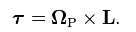 τ = Ω_P × L.